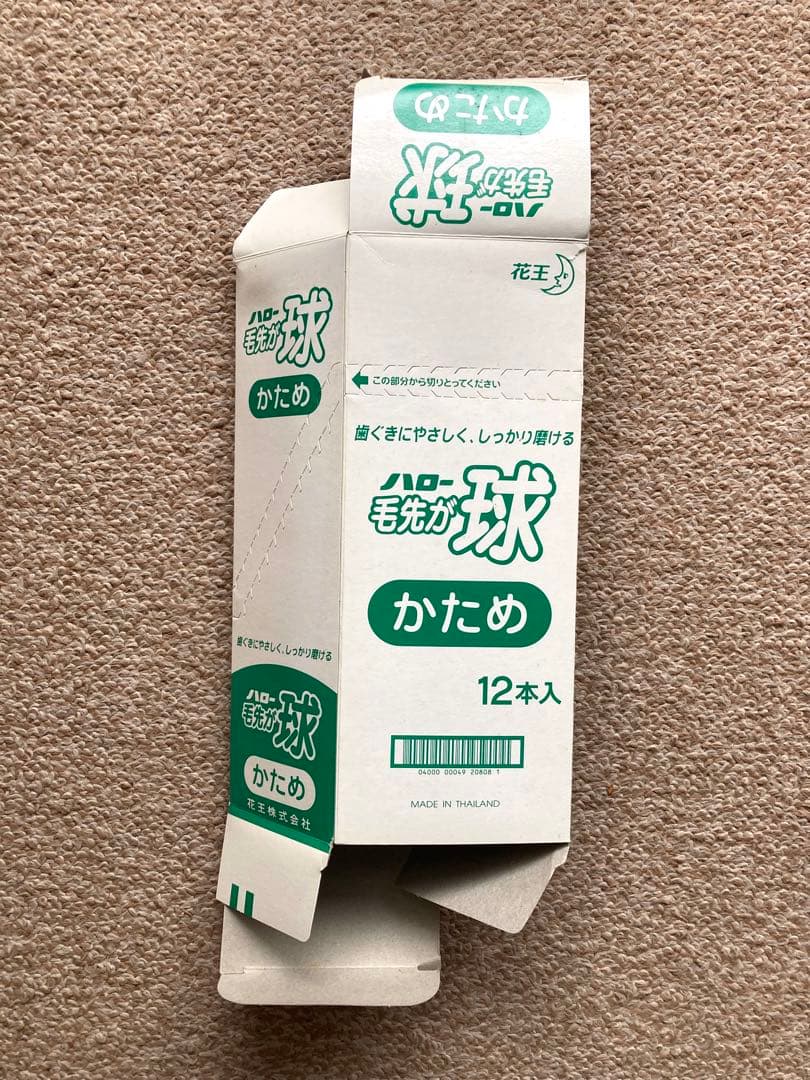 かため
ハロー
毛先が球
花王
この部分から切りとってください
歯ぐきにやさしく、しっかり磨ける
ハロー
毛先が球
かため
12本入
04000 00049 20808 1
MADE IN THAILAND
ハロー
毛先が球
かため
歯ぐきにやさしく、しっかり磨ける
ハロー
毛先が球
かため
花王株式会社